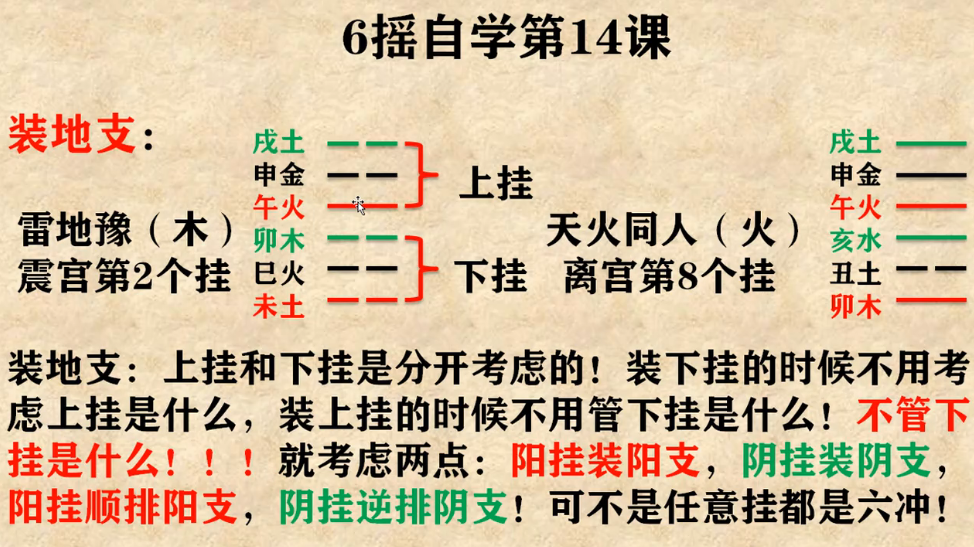 6摇自学第14课
装地支：
戌土
申金
午火
卯木
巳火
未土
上挂
下挂
雷地豫（木）
震宫第2个挂
天火同人（火）
离宫第8个挂
戌土
申金
午火
亥水
丑土
卯木
装地支：上挂和下挂是分开考虑的！装下挂的时候不用考
虑上挂是什么，装上挂的时候不用管下挂是什么！不管下
挂是什么！！！就考虑两点：阳挂装阳支，阴挂装阴支，
阳挂顺排阳支，阴挂逆排阴支！可不是任意挂都是六冲！